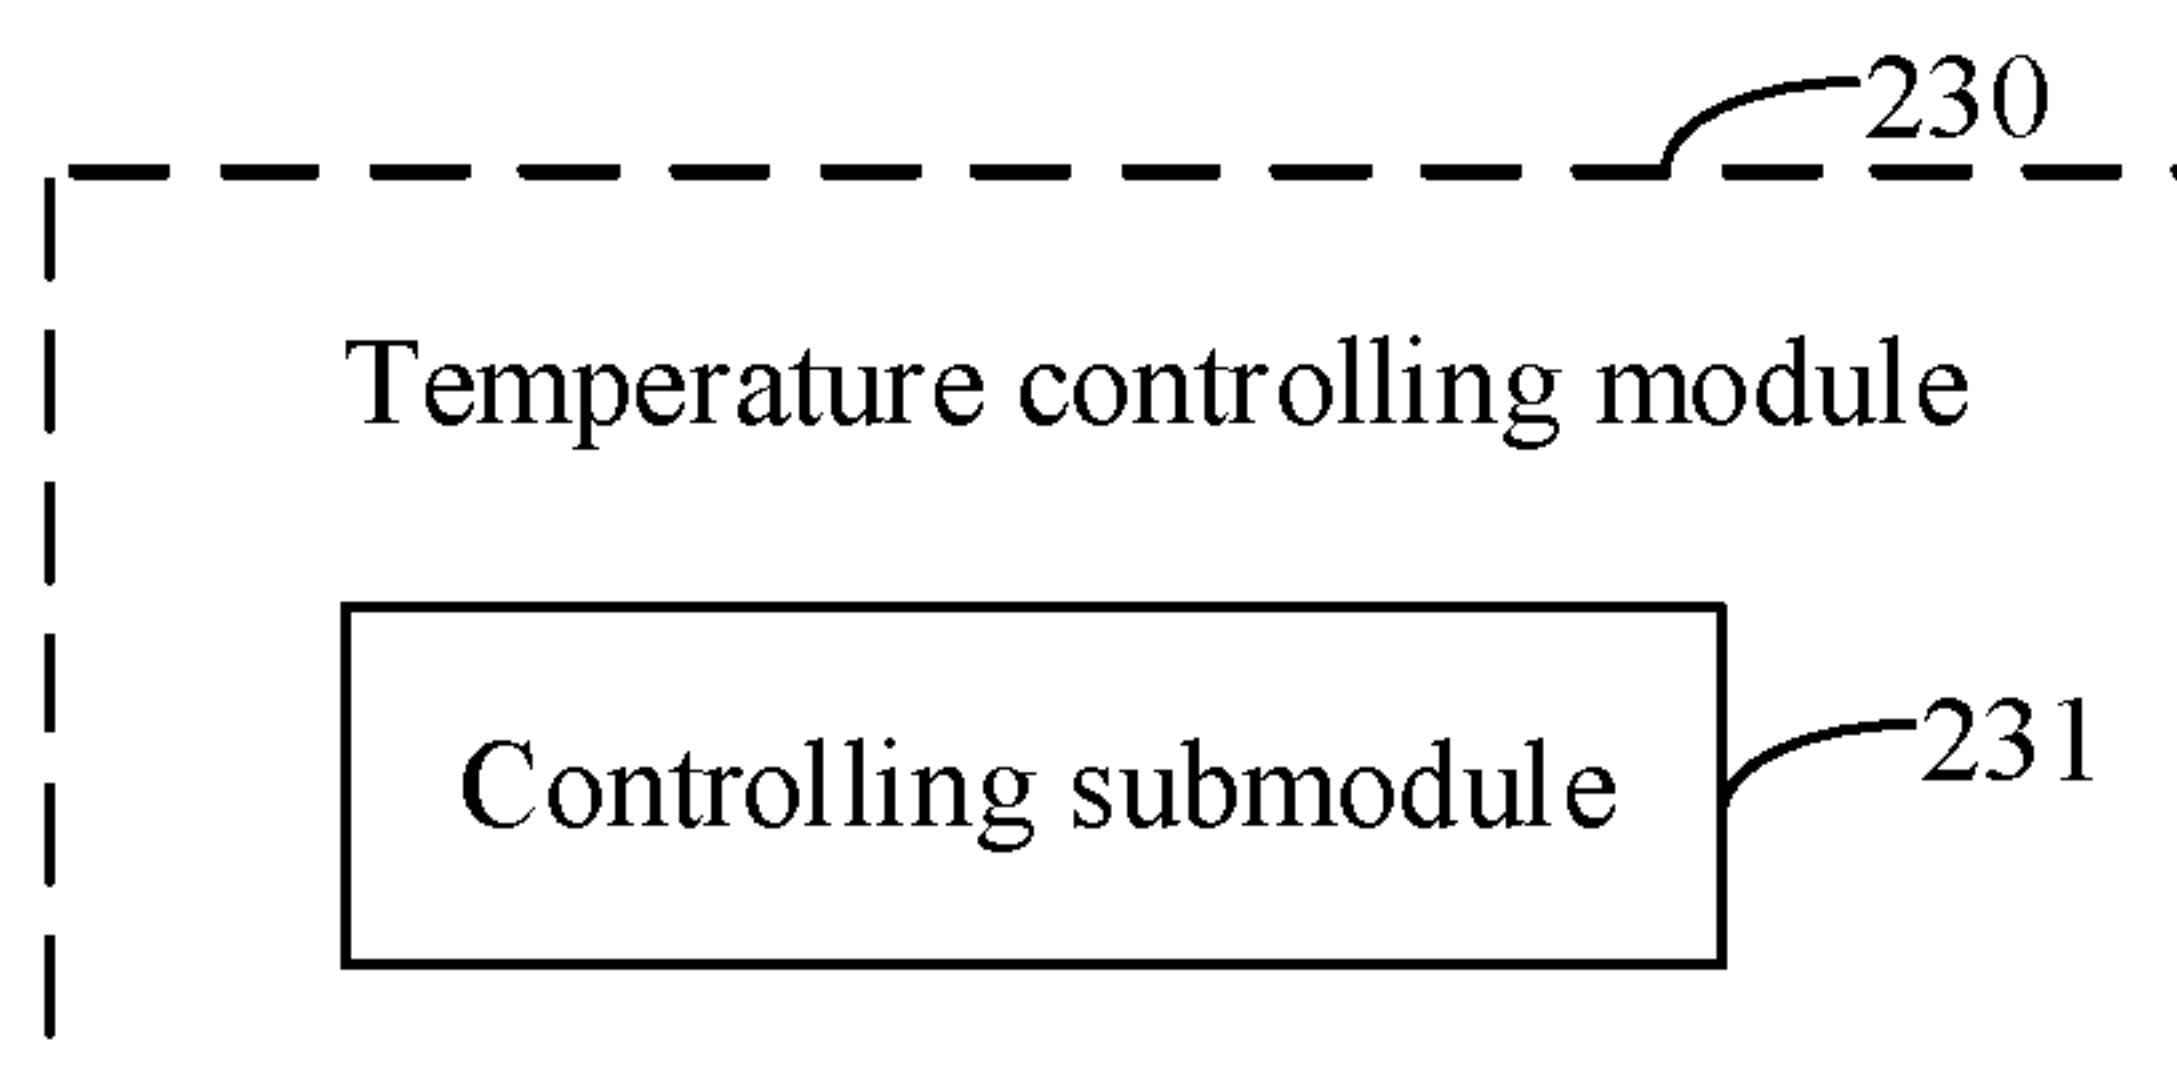 230
Temperature controlling module
Controlling submodule
231